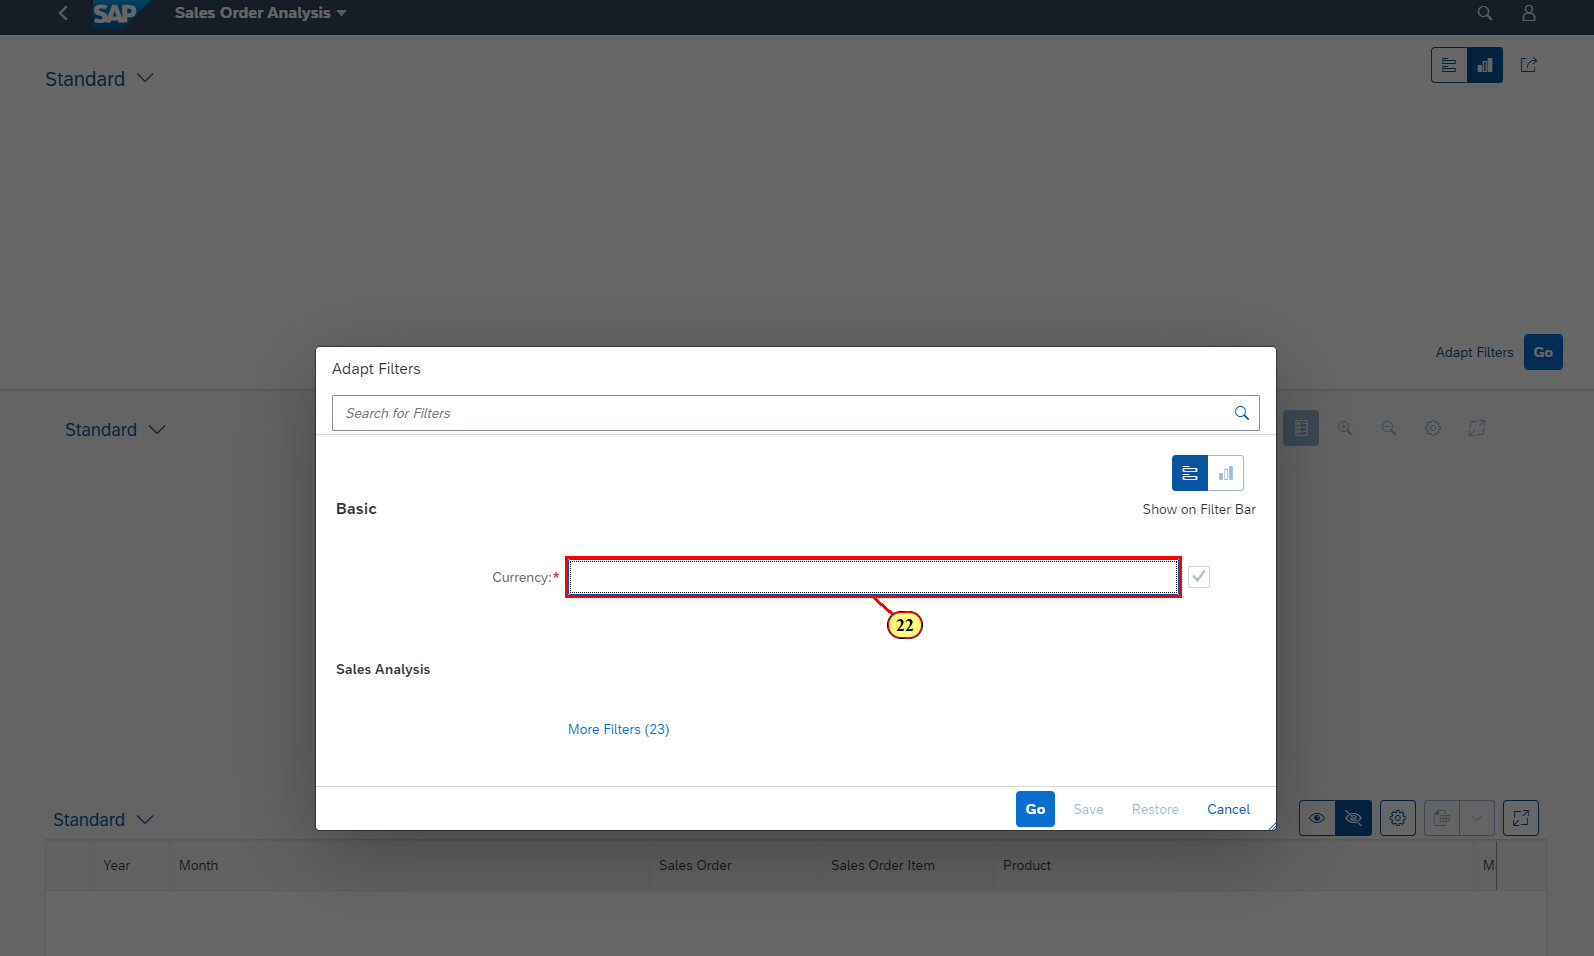 SAP Sales Order Analysis
Standard
Adapt Filters Go
Standard
Adapt Filters
Search for Filters
Basic
Show on Filter Bar
Currency:*
22
Sales Analysis
More Filters (23)
Go Save Restore Cancel
Standard
Year Month Sales Order Sales Order Item Product